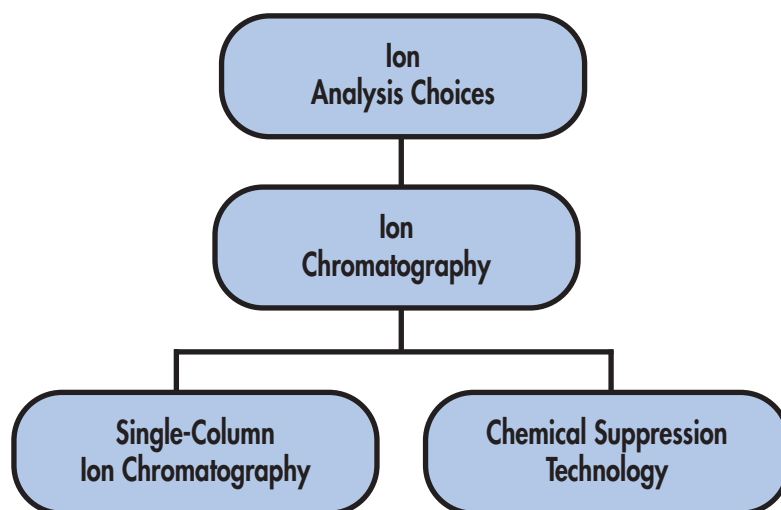 Ion
Analysis Choices
Ion
Chromatography
Single-Column
Ion Chromatography
Chemical Suppression
Technology